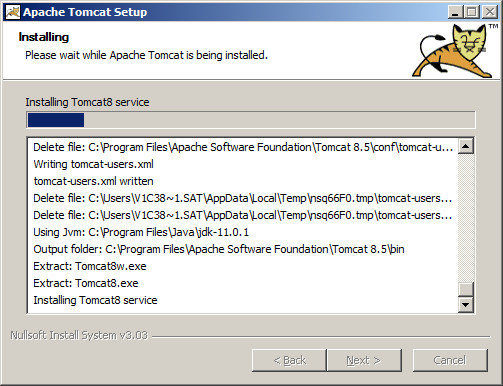 Apache Tomcat Setup
Installing
Please wait while Apache Tomcat is being installed.
TM
Installing Tomcat8 service
Delete file: C:\Program Files\Apache Software Foundation\Tomcat 8.5\conf\tomcat-u...
Writing tomcat-users.xml
tomcat-users.xml written
Delete file: C:\Users\V1C38~1.SAT\AppData\Local\Temp\nsq66F0.tmp\tomcat-users...
Delete file: C:\Users\V1C38~1.SAT\AppData\Local\Temp\nsq66F0.tmp\tomcat-users...
Using Jvm: C:\Program Files\Java\jdk-11.0.1
Output folder: C:\Program Files\Apache Software Foundation\Tomcat 8.5\bin
Extract: Tomcat8w.exe
Extract: Tomcat8.exe
Installing Tomcat8 service
Nullsoft Install System v3.03
< Back Next > Cancel